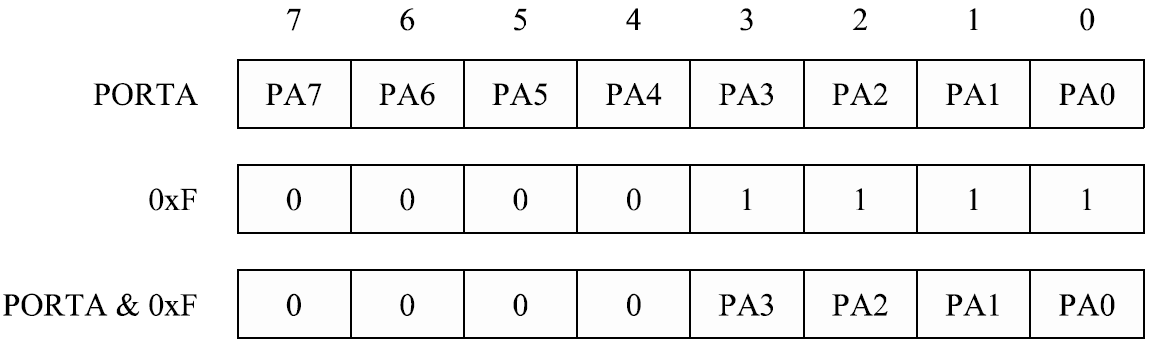 7 6 5 4 3 2 1 0
PORTA PA7 PA6 PA5 PA4 PA3 PA2 PA1 PA0
0xF 0 0 0 0 1 1 1 1
PORTA & 0xF 0 0 0 0 PA3 PA2 PA1 PA0